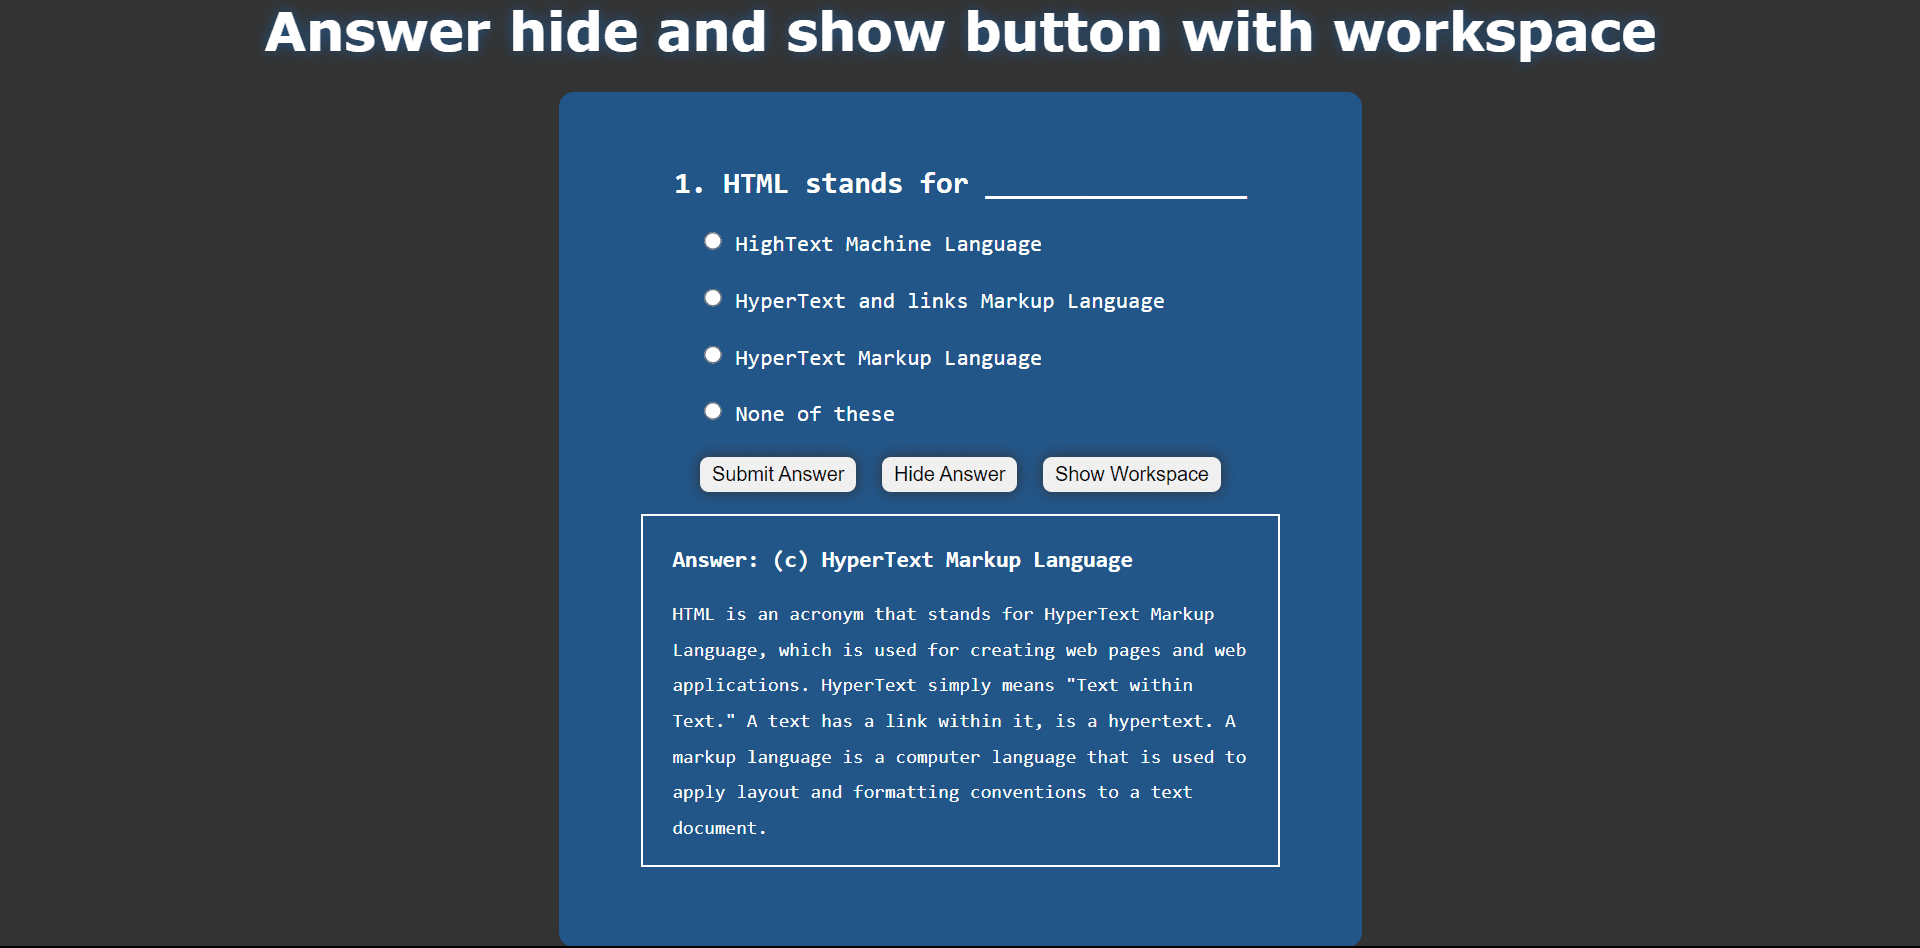 Answer hide and show button with workspace
1. HTML stands for ________________
HighText Machine Language
HyperText and links Markup Language
HyperText Markup Language
None of these
Submit Answer Hide Answer Show Workspace
Answer: (c) HyperText Markup Language
HTML is an acronym that stands for HyperText Markup
Language, which is used for creating web pages and web
applications. HyperText simply means "Text within
Text." A text has a link within it, is a hypertext. A
markup language is a computer language that is used to
apply layout and formatting conventions to a text
document.